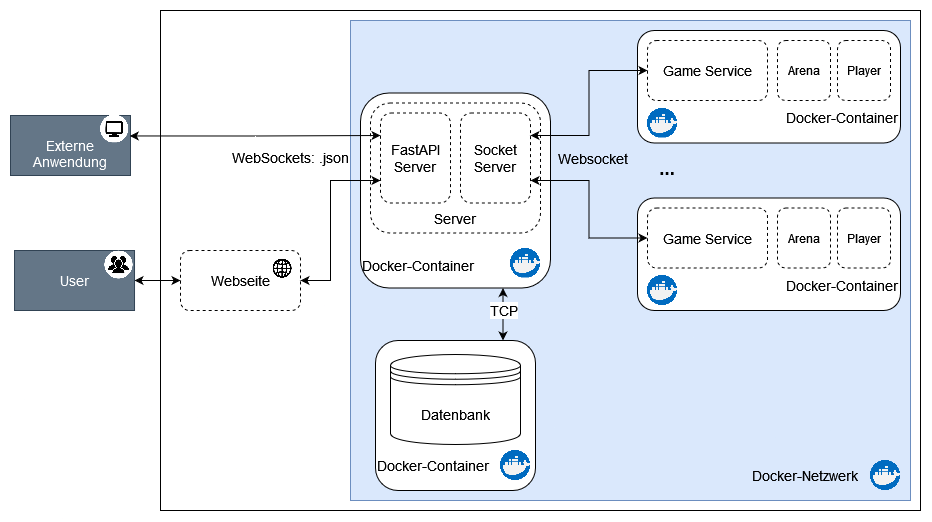 Game Service
Arena
Player
Docker-Container
Externe
Anwendung
WebSockets: .json
FastAPI
Server
Socket
Server
Server
Docker-Container
Websocket
...
Game Service
Arena
Player
Docker-Container
User
Webseite
TCP
Datenbank
Docker-Container
Docker-Netzwerk